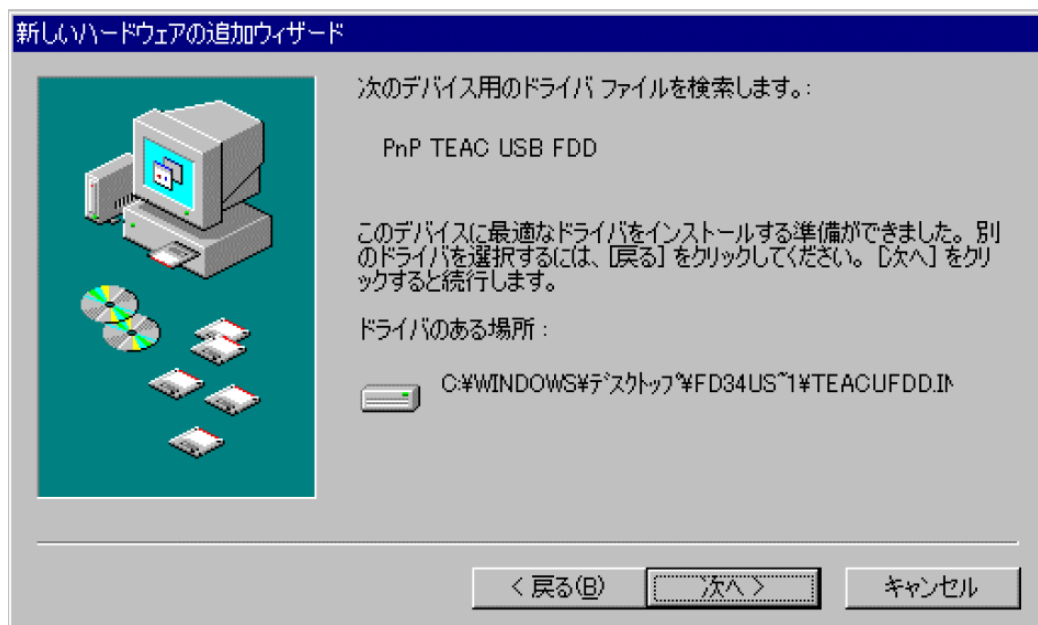 新しいハードウェアの追加ウィザード
次のデバイス用のドライバ ファイルを検索します。:
PnP TEAC USB FDD
このデバイスに最適なドライバをインストールする準備ができました。別
のドライバを選択するには、[戻る] をクリックしてください。 [次へ] をクリ
ックすると続行します。
ドライバのある場所 :
C:¥WINDOWS¥デスクトップ¥FD34US~1¥TEACUFDD.IN
< 戻る(B)
次へ >
キャンセル